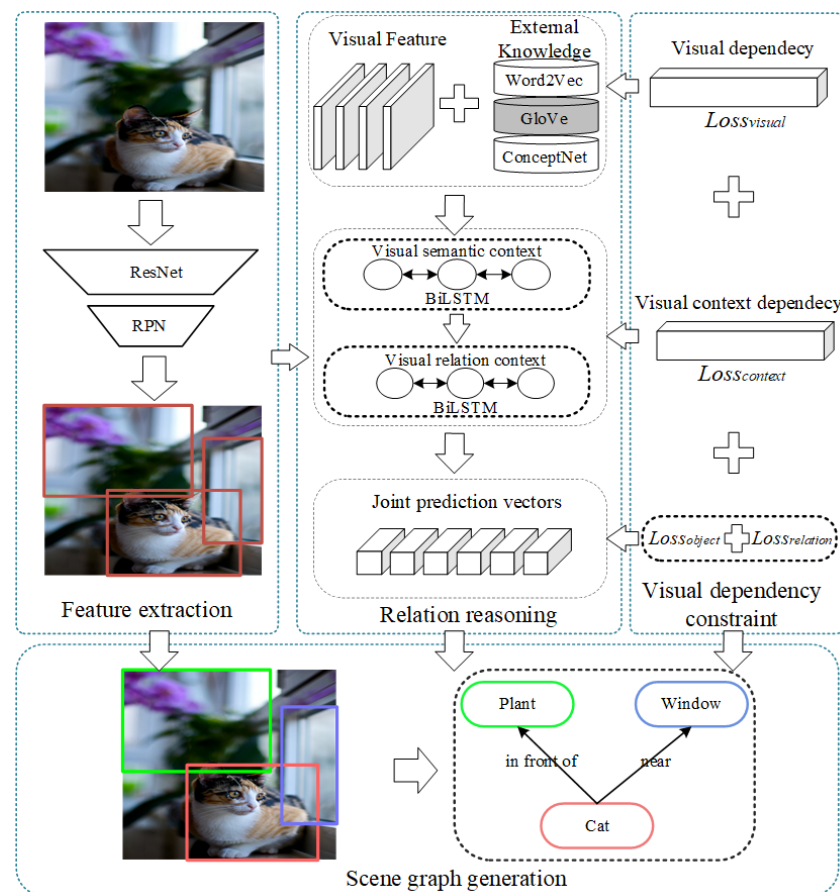 Visual Feature
External
Knowledge
Word2Vec
GloVe
ConceptNet
Visual dependecy
Lossvisual
ResNet
RPN
Visual semantic context
BiLSTM
Visual relation context
BiLSTM
Visual context dependecy
Losscontext
Joint prediction vectors
Lossobject
Lossrelation
Feature extraction
Relation reasoning
Visual dependency
constraint
Plant
Window
in front of
near
Cat
Scene graph generation